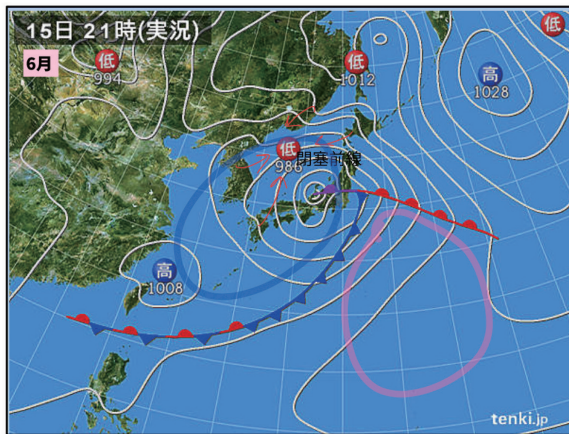 15日 21時(実況)
6月
低
994
低
1012
低
高
1028
低
986
閉塞前線
高
1008
tenki.jp